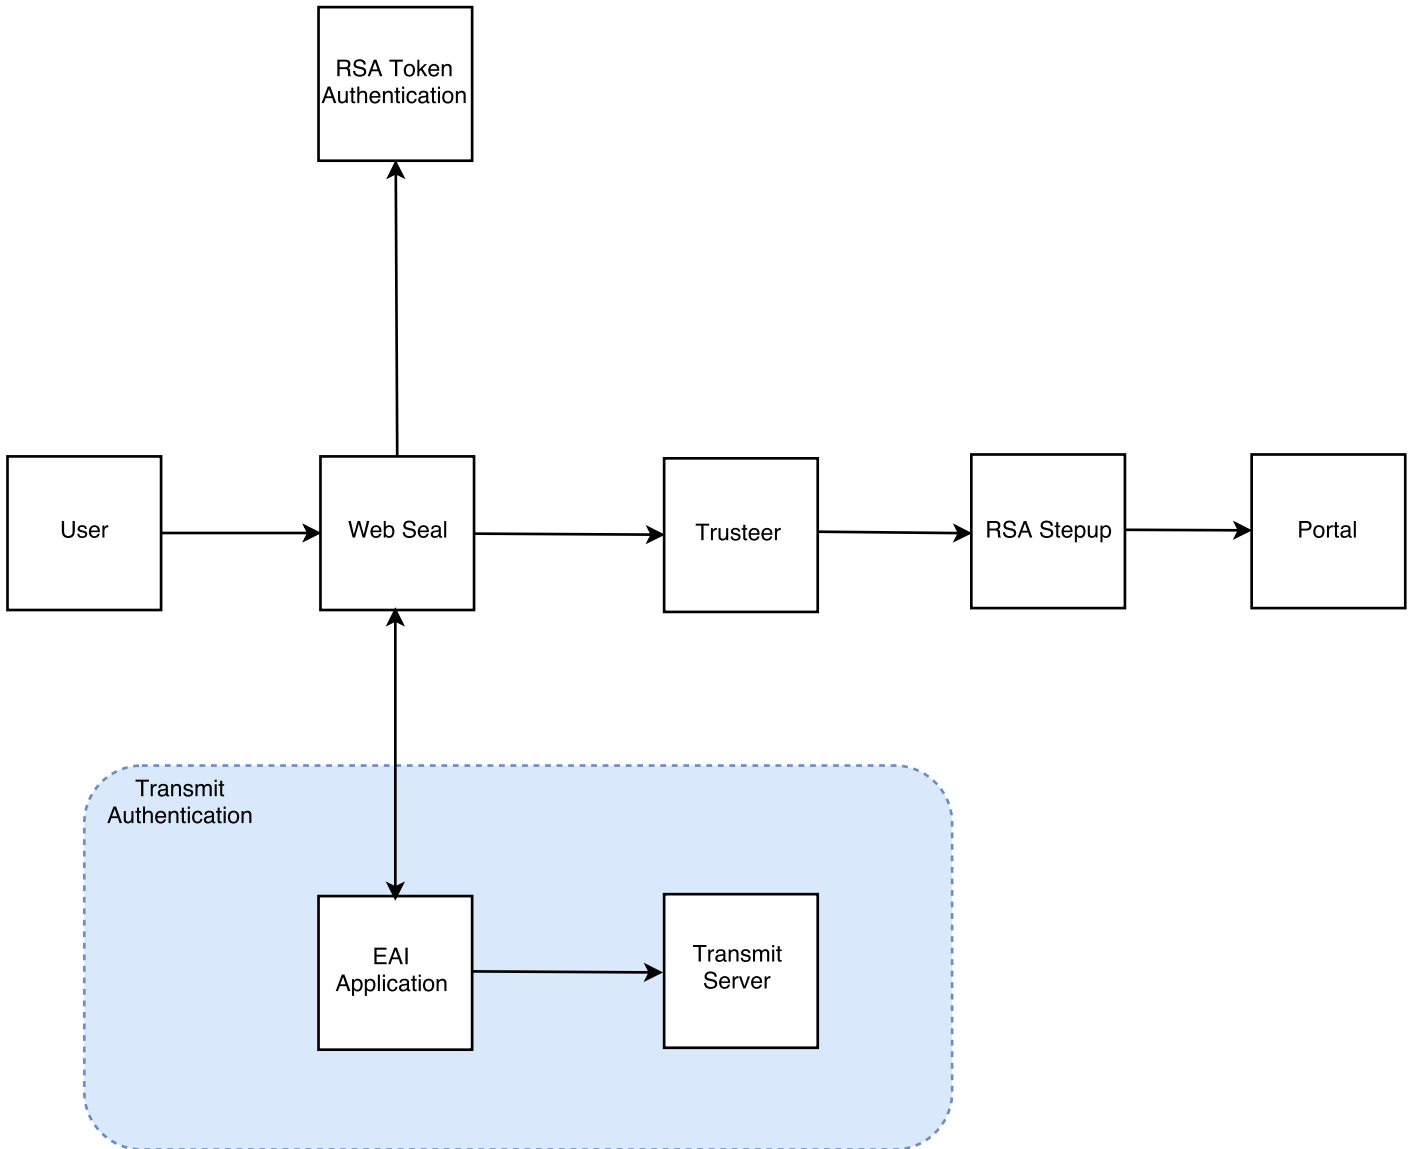 RSA Token
Authentication
User
Web Seal
Trusteer
RSA Stepup
Portal
Transmit
Authentication
EAI
Application
Transmit
Server